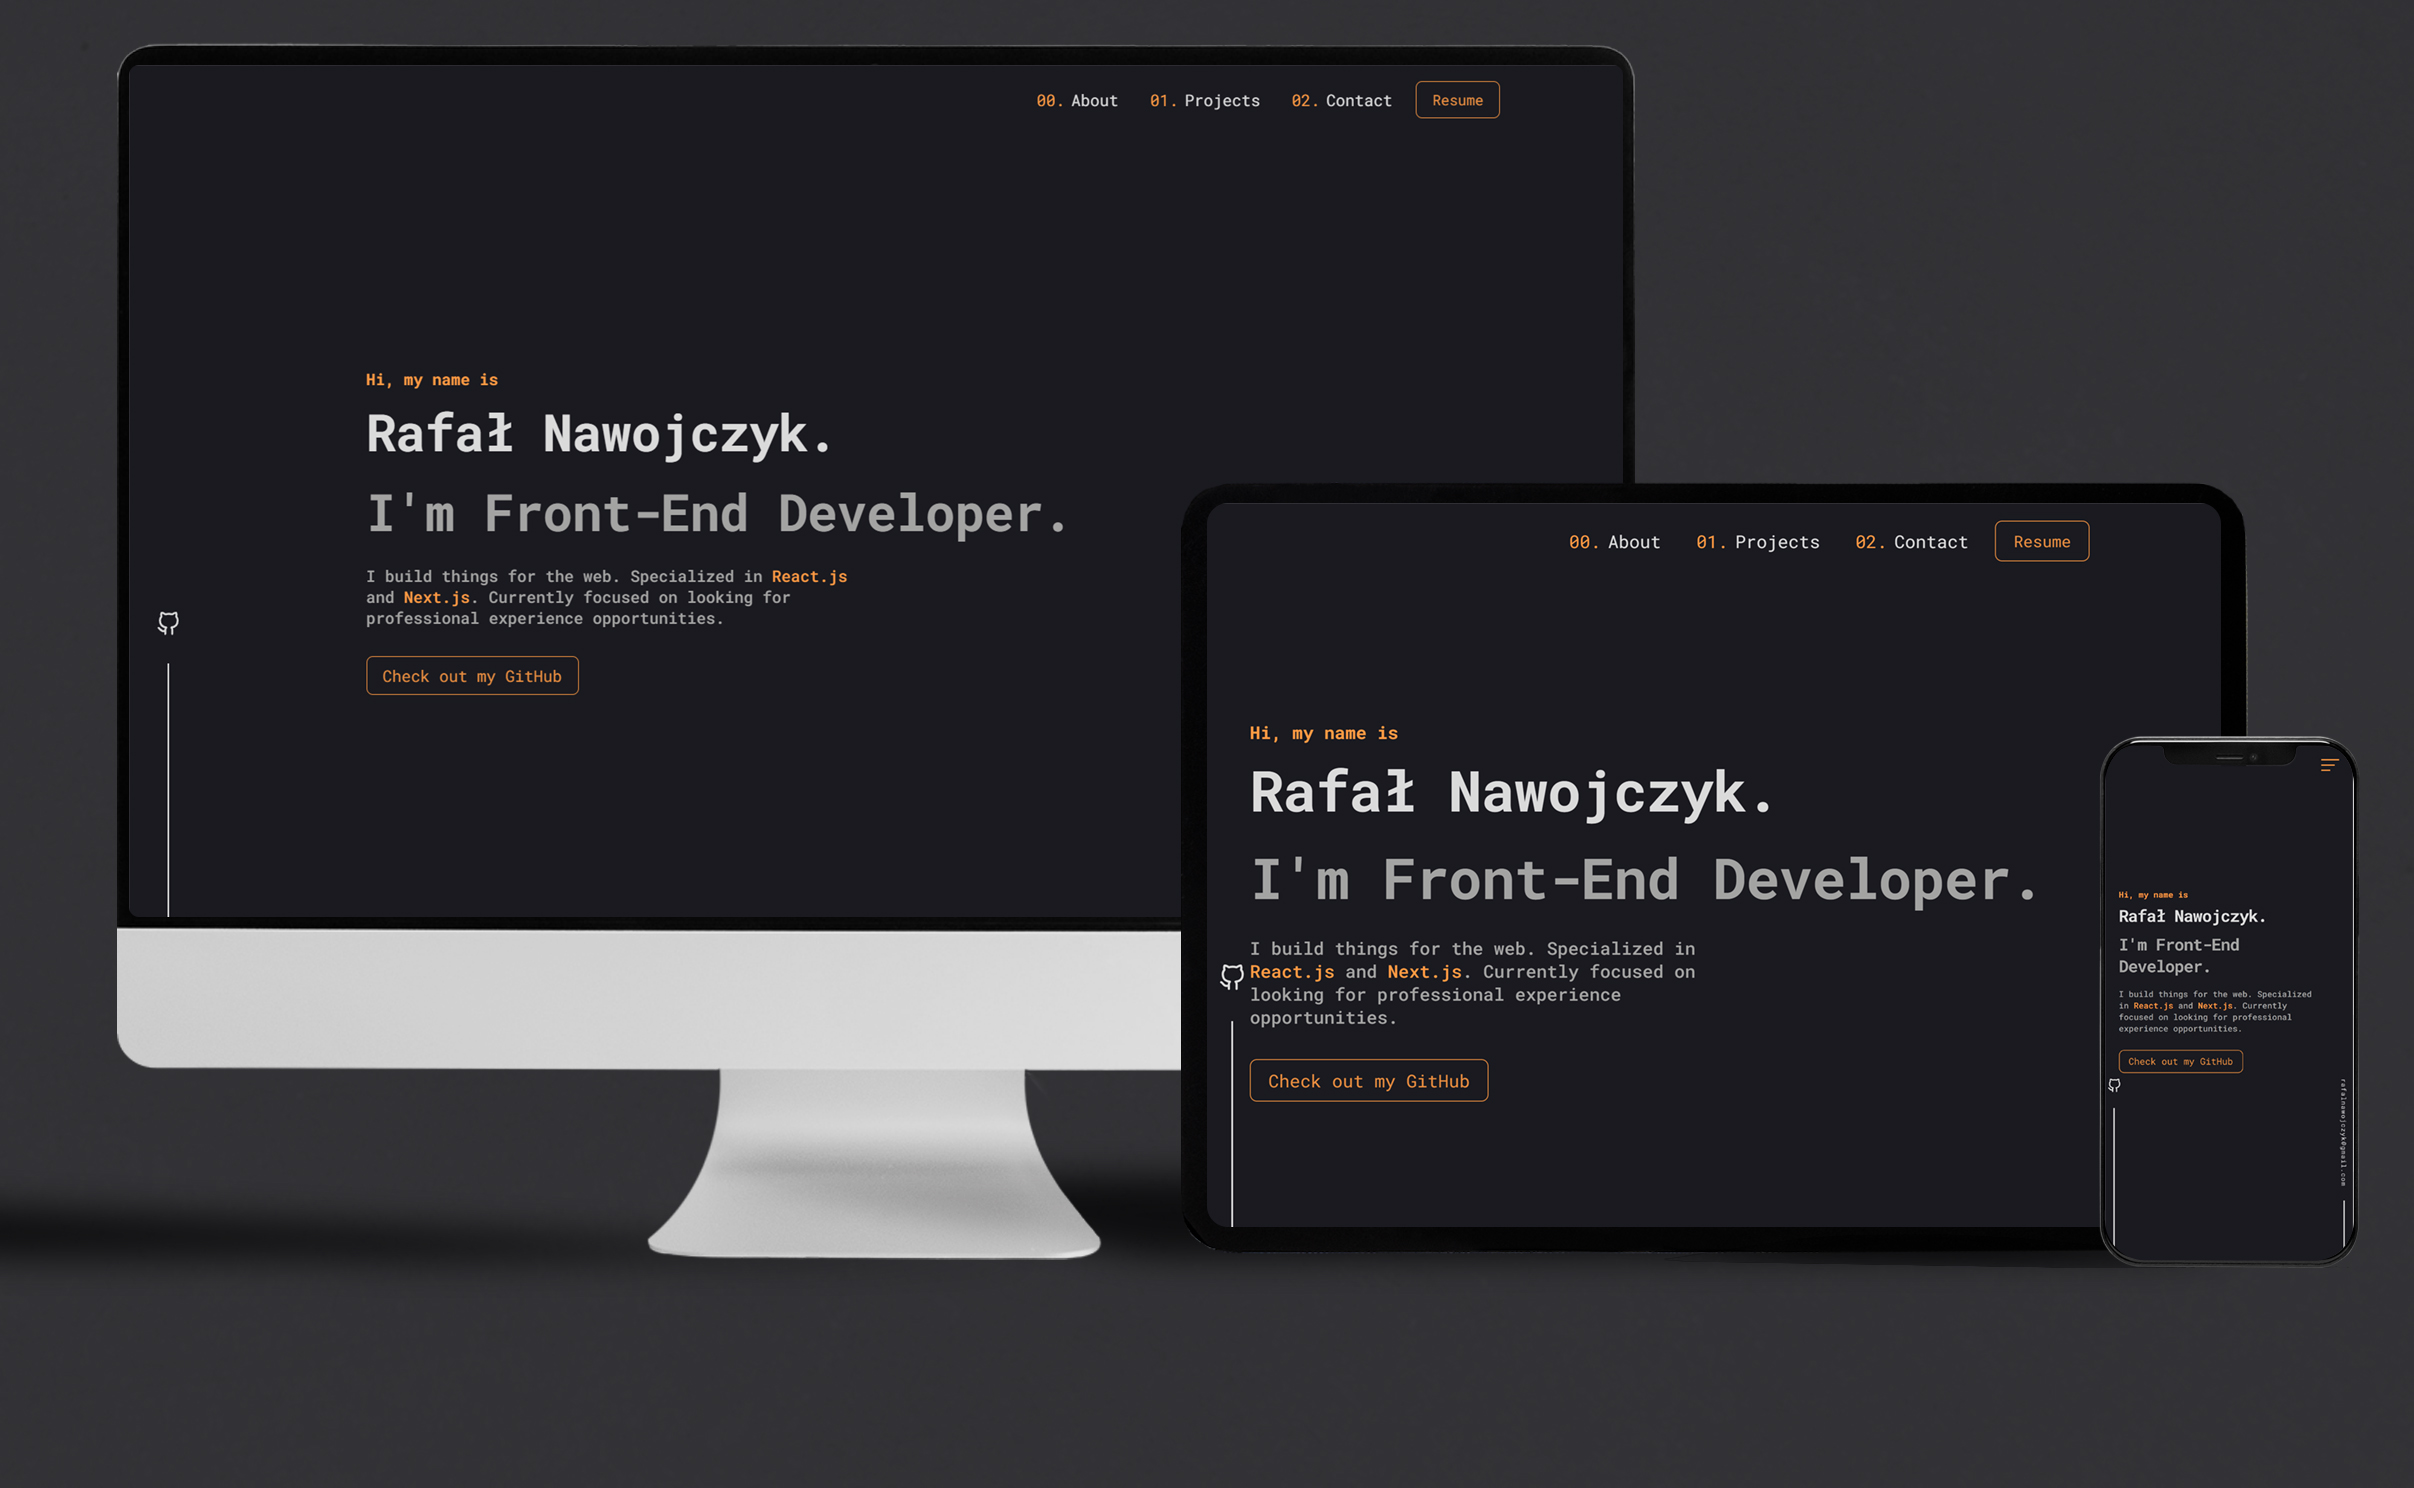 00. About 01. Projects 02. Contact Resume
Hi, my name is
Rafał Nawojczyk.
I'm Front-End Developer.
I build things for the web. Specialized in React.js
and Next.js. Currently focused on looking for
professional experience opportunities.
Check out my GitHub
00. About 01. Projects 02. Contact Resume
Hi, my name is
Rafał Nawojczyk.
I'm Front-End Developer.
I build things for the web. Specialized in
React.js and Next.js. Currently focused on
looking for professional experience
opportunities.
Check out my GitHub
Hi, my name is
Rafał Nawojczyk.
I'm Front-End
Developer.
I build things for the web. Specialized
in React.js and Next.js. Currently
focused on looking for professional
experience opportunities.
Check out my GitHub
rafalnawojczyk@gmail.com